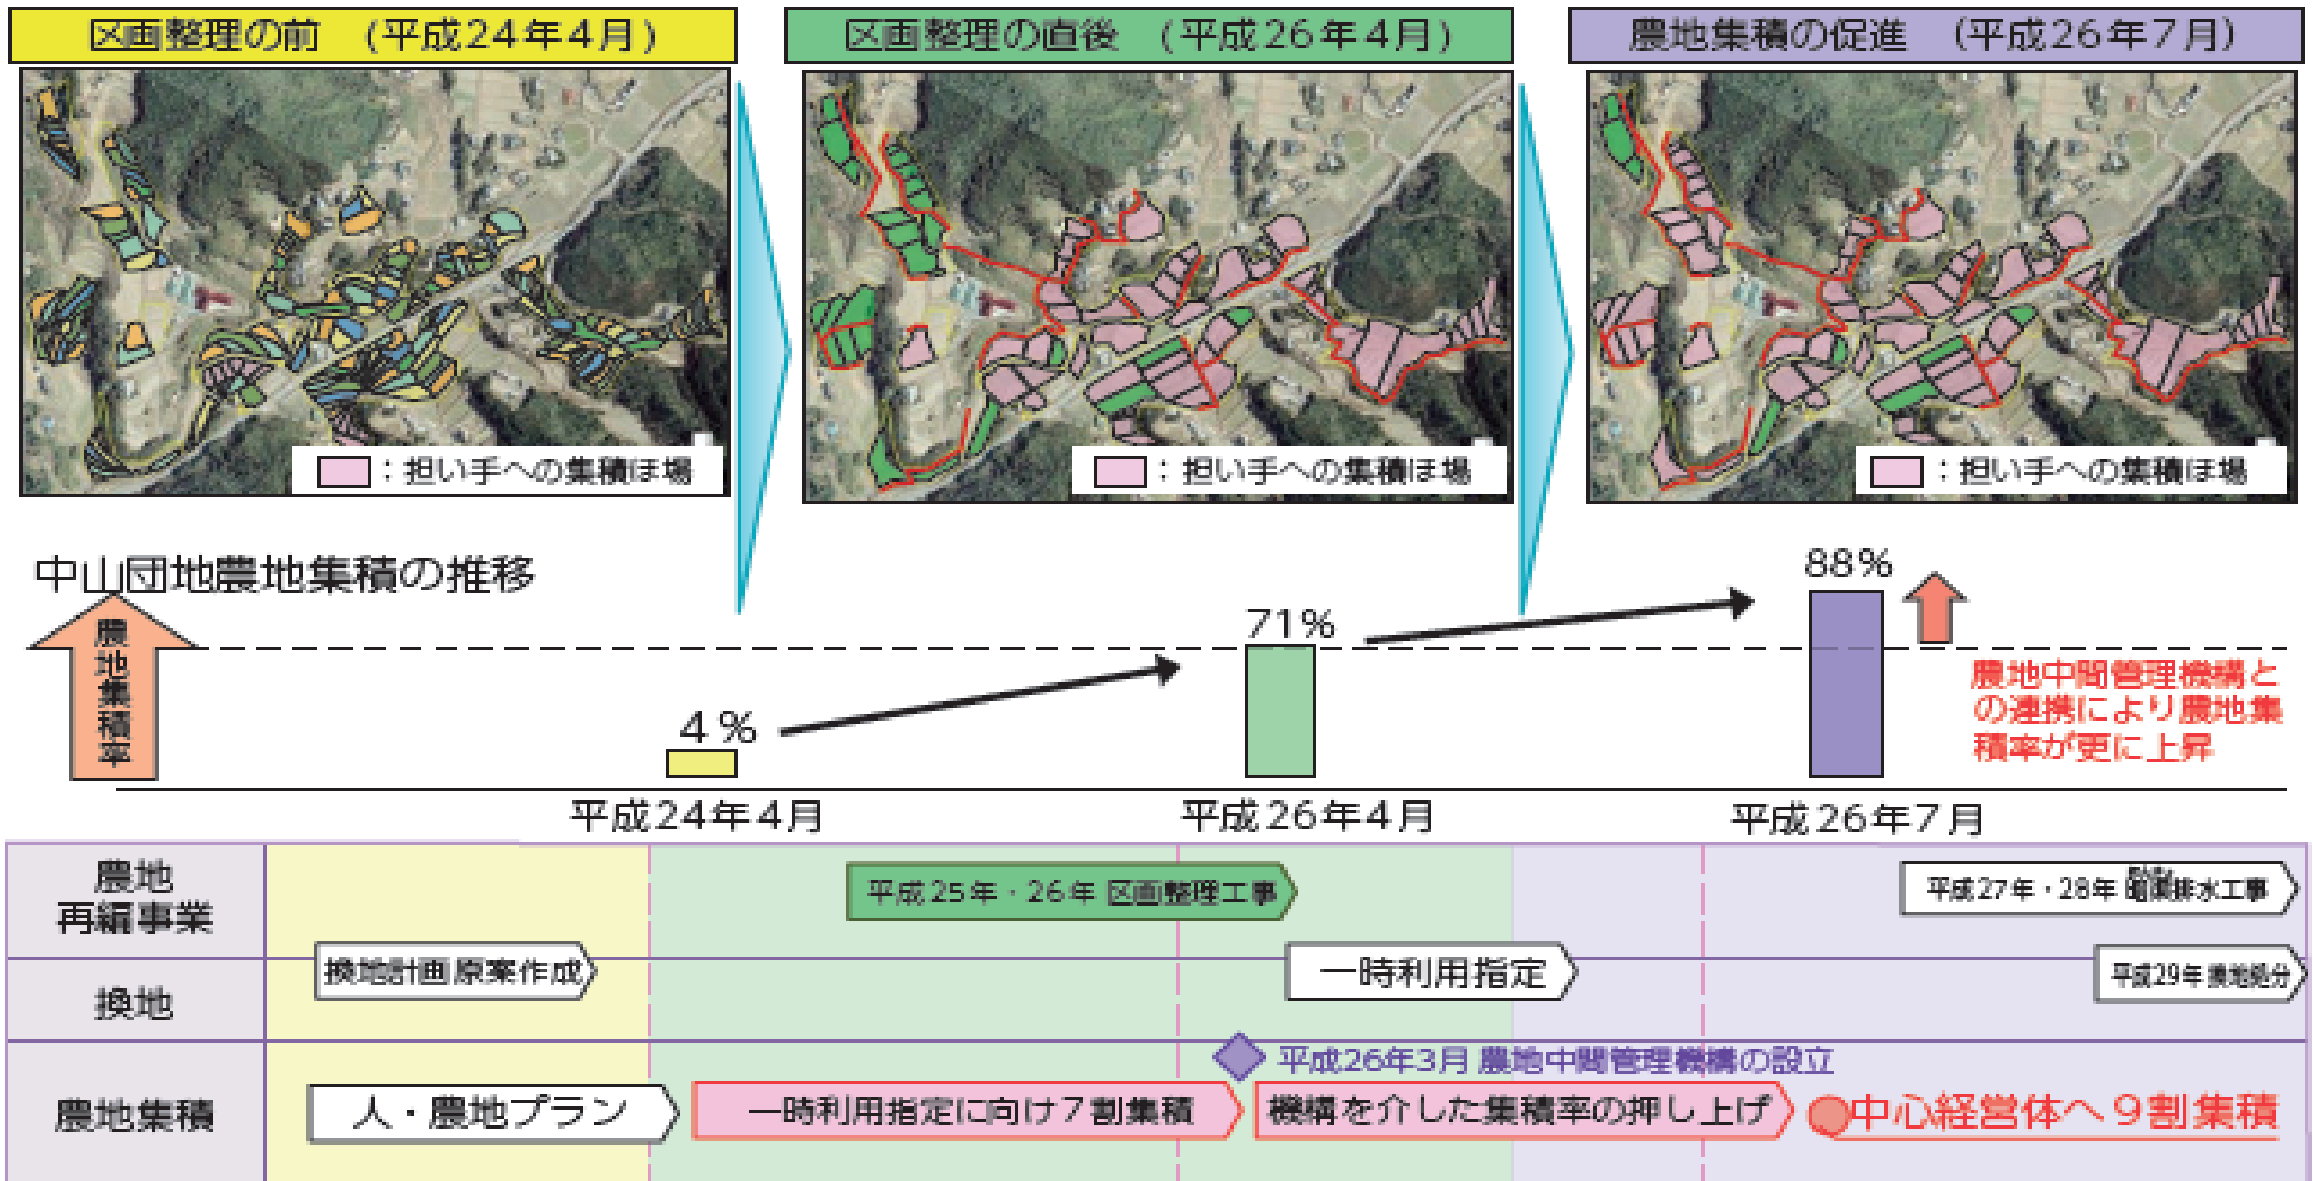 区画整理の前 (平成24年4月)
区画整理の直後 (平成26年4月)
農地集積の促進 (平成26年7月)
：担い手への集積ほ場
：担い手への集積ほ場
：担い手への集積ほ場
中山団地農地集積の推移
農地集積率
4%
71%
88%
農地中間管理機構と
の連携により農地集
積率が更に上昇
平成24年4月
平成26年4月
平成26年7月
農地
再編事業
平成25年・26年 区画整理工事
平成27年・28年 暗渠排水工事
換地
換地計画原案作成
一時利用指定
平成29年 換地処分
農地集積
平成26年3月 農地中間管理機構の設立
人・農地プラン
一時利用指定に向け7割集積
機構を介した集積率の押し上げ
中心経営体へ9割集積